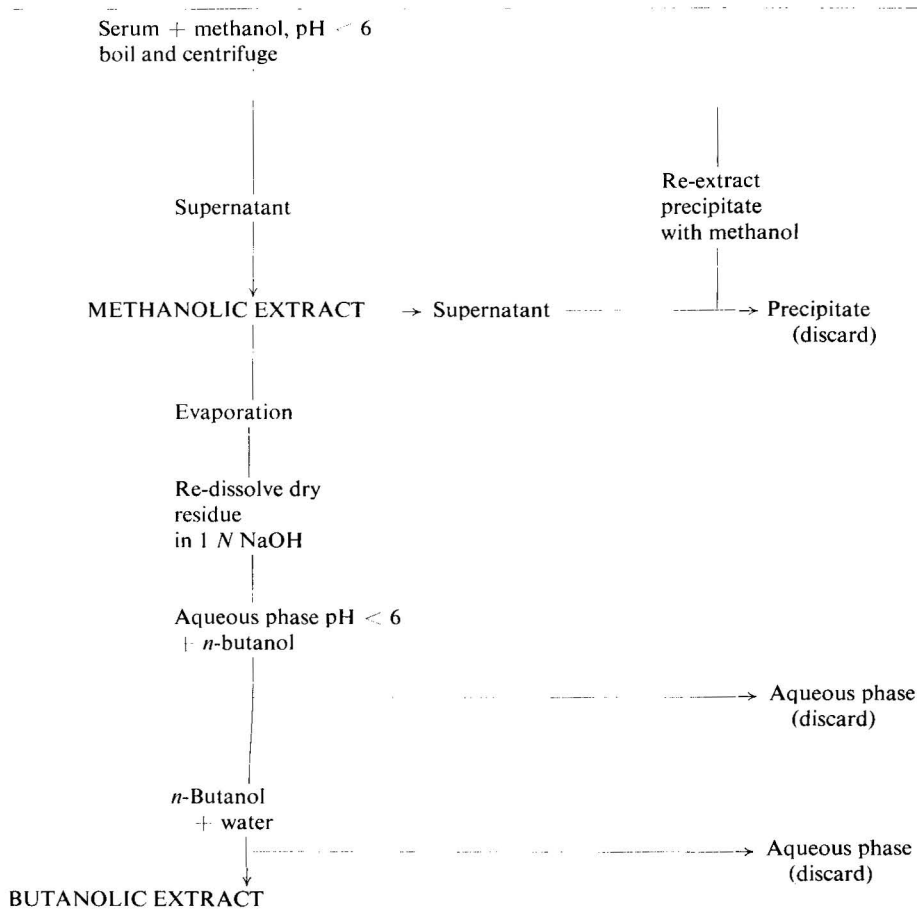 Serum + methanol, pH < 6
boil and centrifuge
Supernatant
Re-extract
precipitate
with methanol
METHANOLIC EXTRACT → Supernatant → Precipitate
(discard)
Evaporation
Re-dissolve dry
residue
in 1 N NaOH
Aqueous phase pH < 6
+ n-butanol
Aqueous phase
(discard)
n-Butanol
+ water
Aqueous phase
(discard)
BUTANOLIC EXTRACT